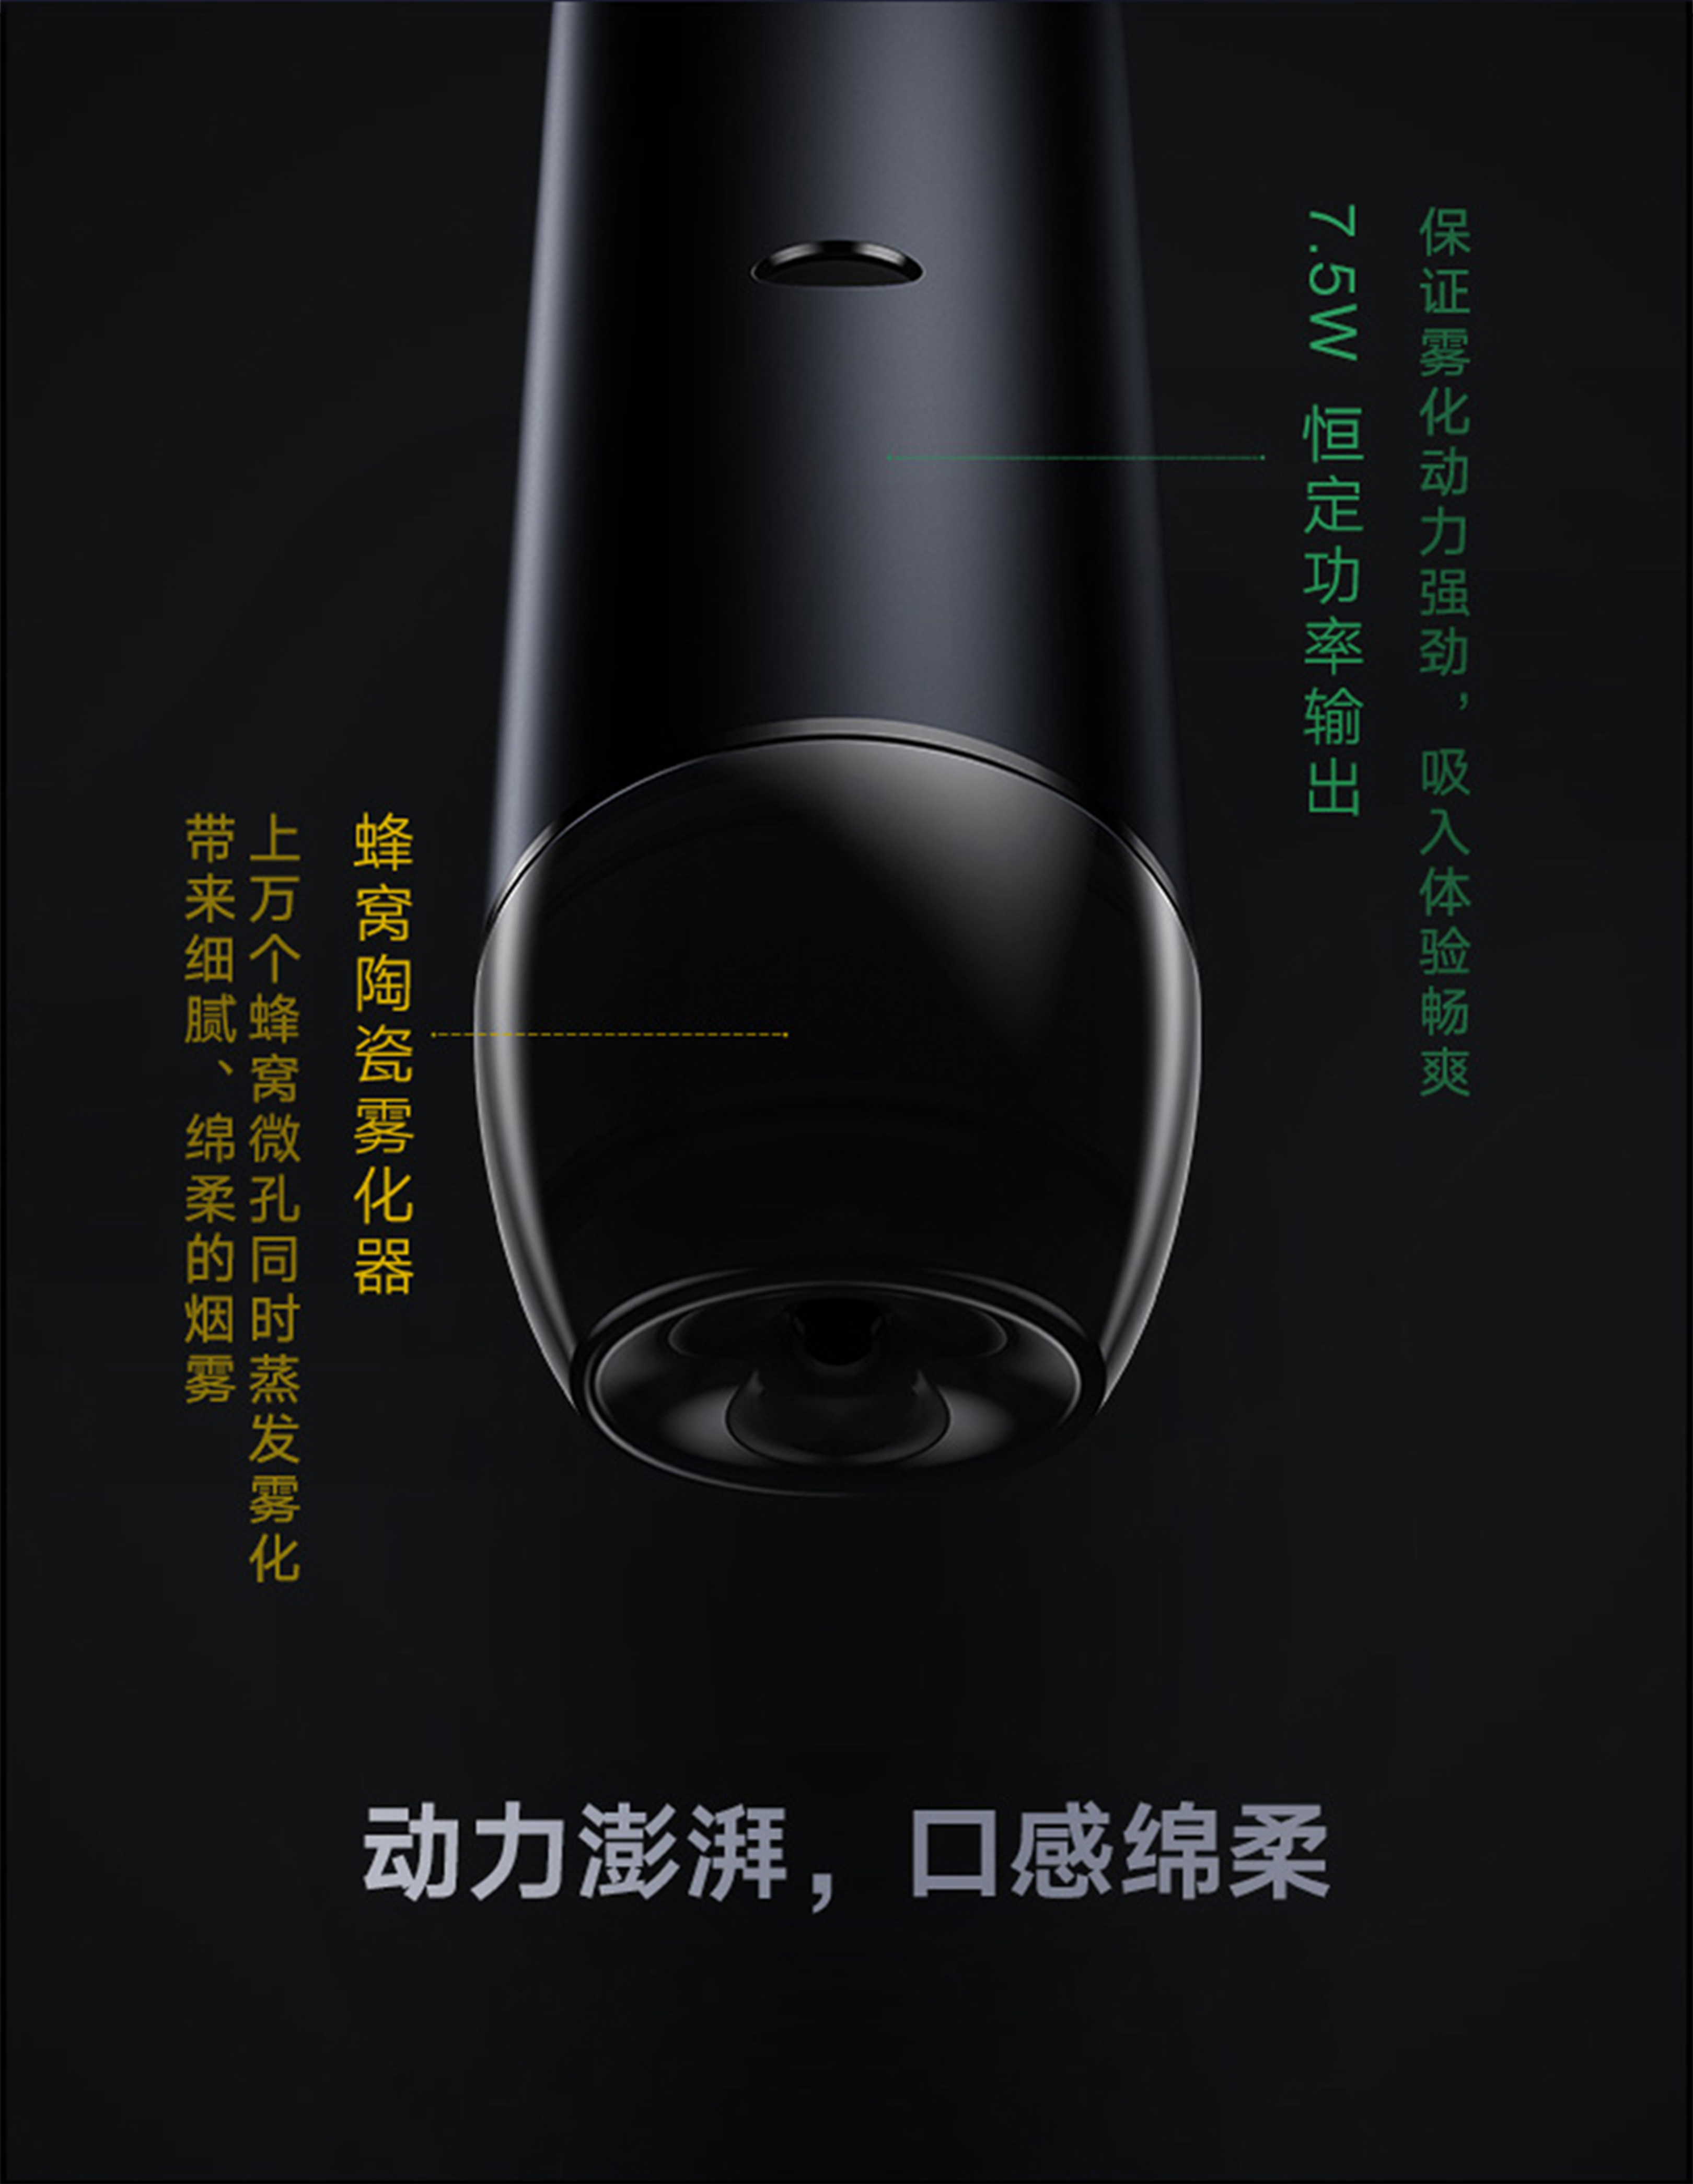 7.5W 恒定功率输出
保证雾化动力强劲，吸入体验畅爽
蜂窝陶瓷雾化器
上万个蜂窝微孔同时蒸发雾化
带来细腻、绵柔的烟雾
动力澎湃，口感绵柔